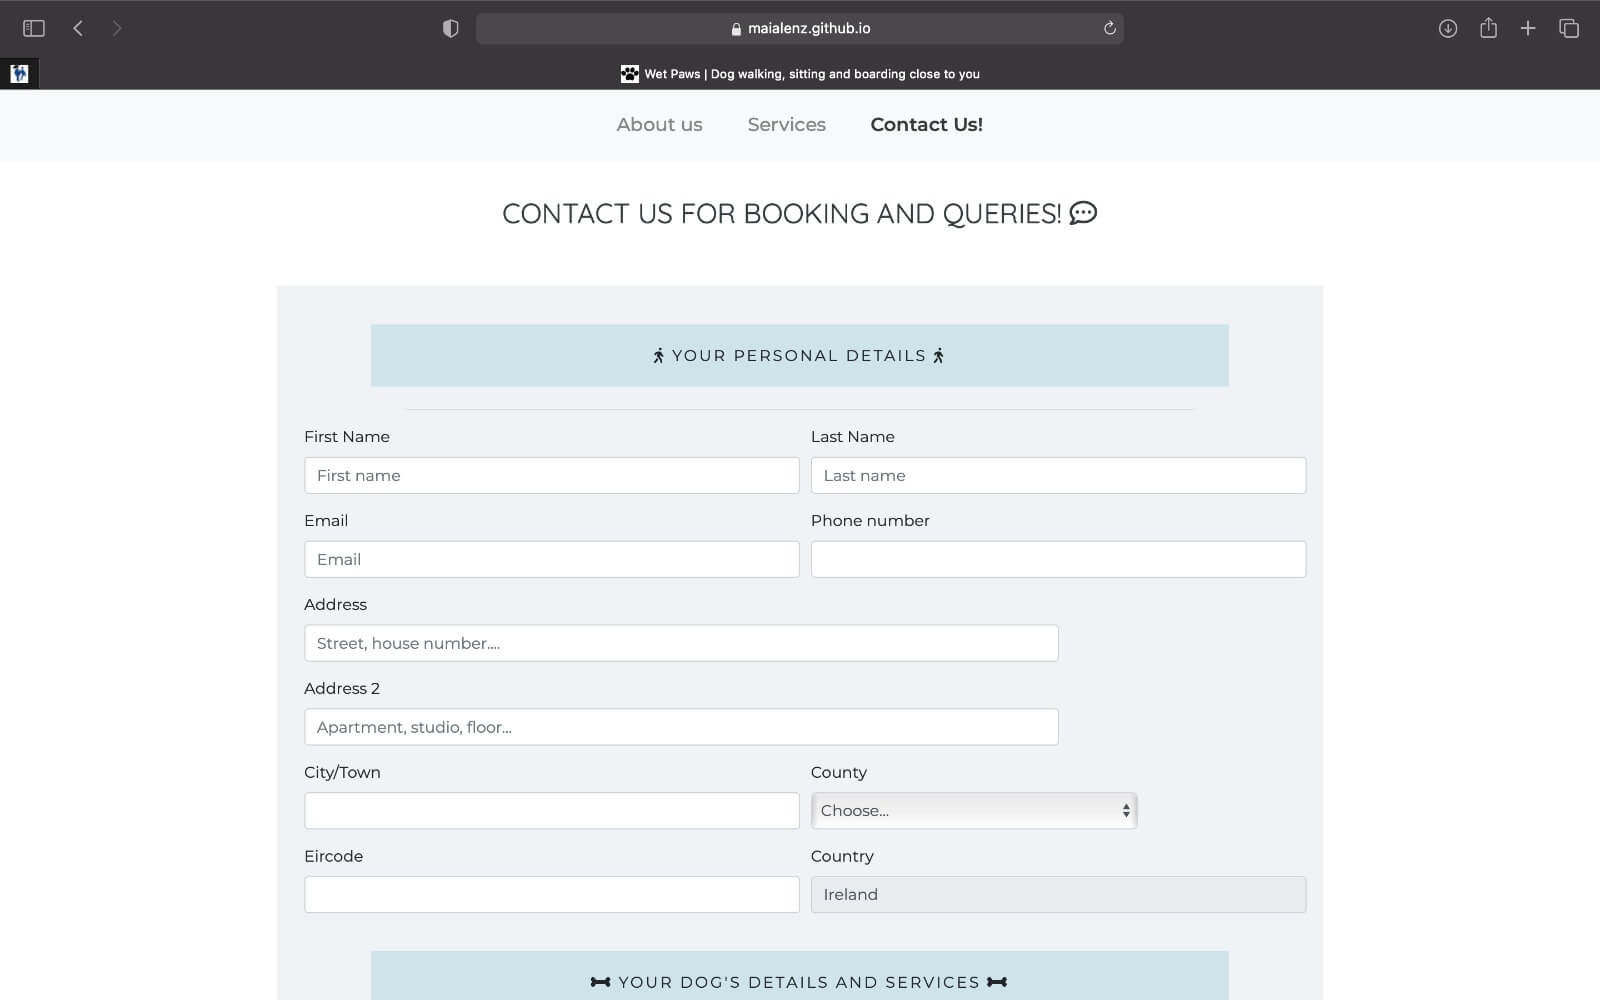 maialenz.github.io
Wet Paws | Dog walking, sitting and boarding close to you
About us Services Contact Us!
CONTACT US FOR BOOKING AND QUERIES!
YOUR PERSONAL DETAILS
First Name Last Name
First name Last name
Email Phone number
Email
Address
Street, house number....
Address 2
Apartment, studio, floor...
City/Town County
Choose...
Eircode Country
Ireland
YOUR DOG'S DETAILS AND SERVICES